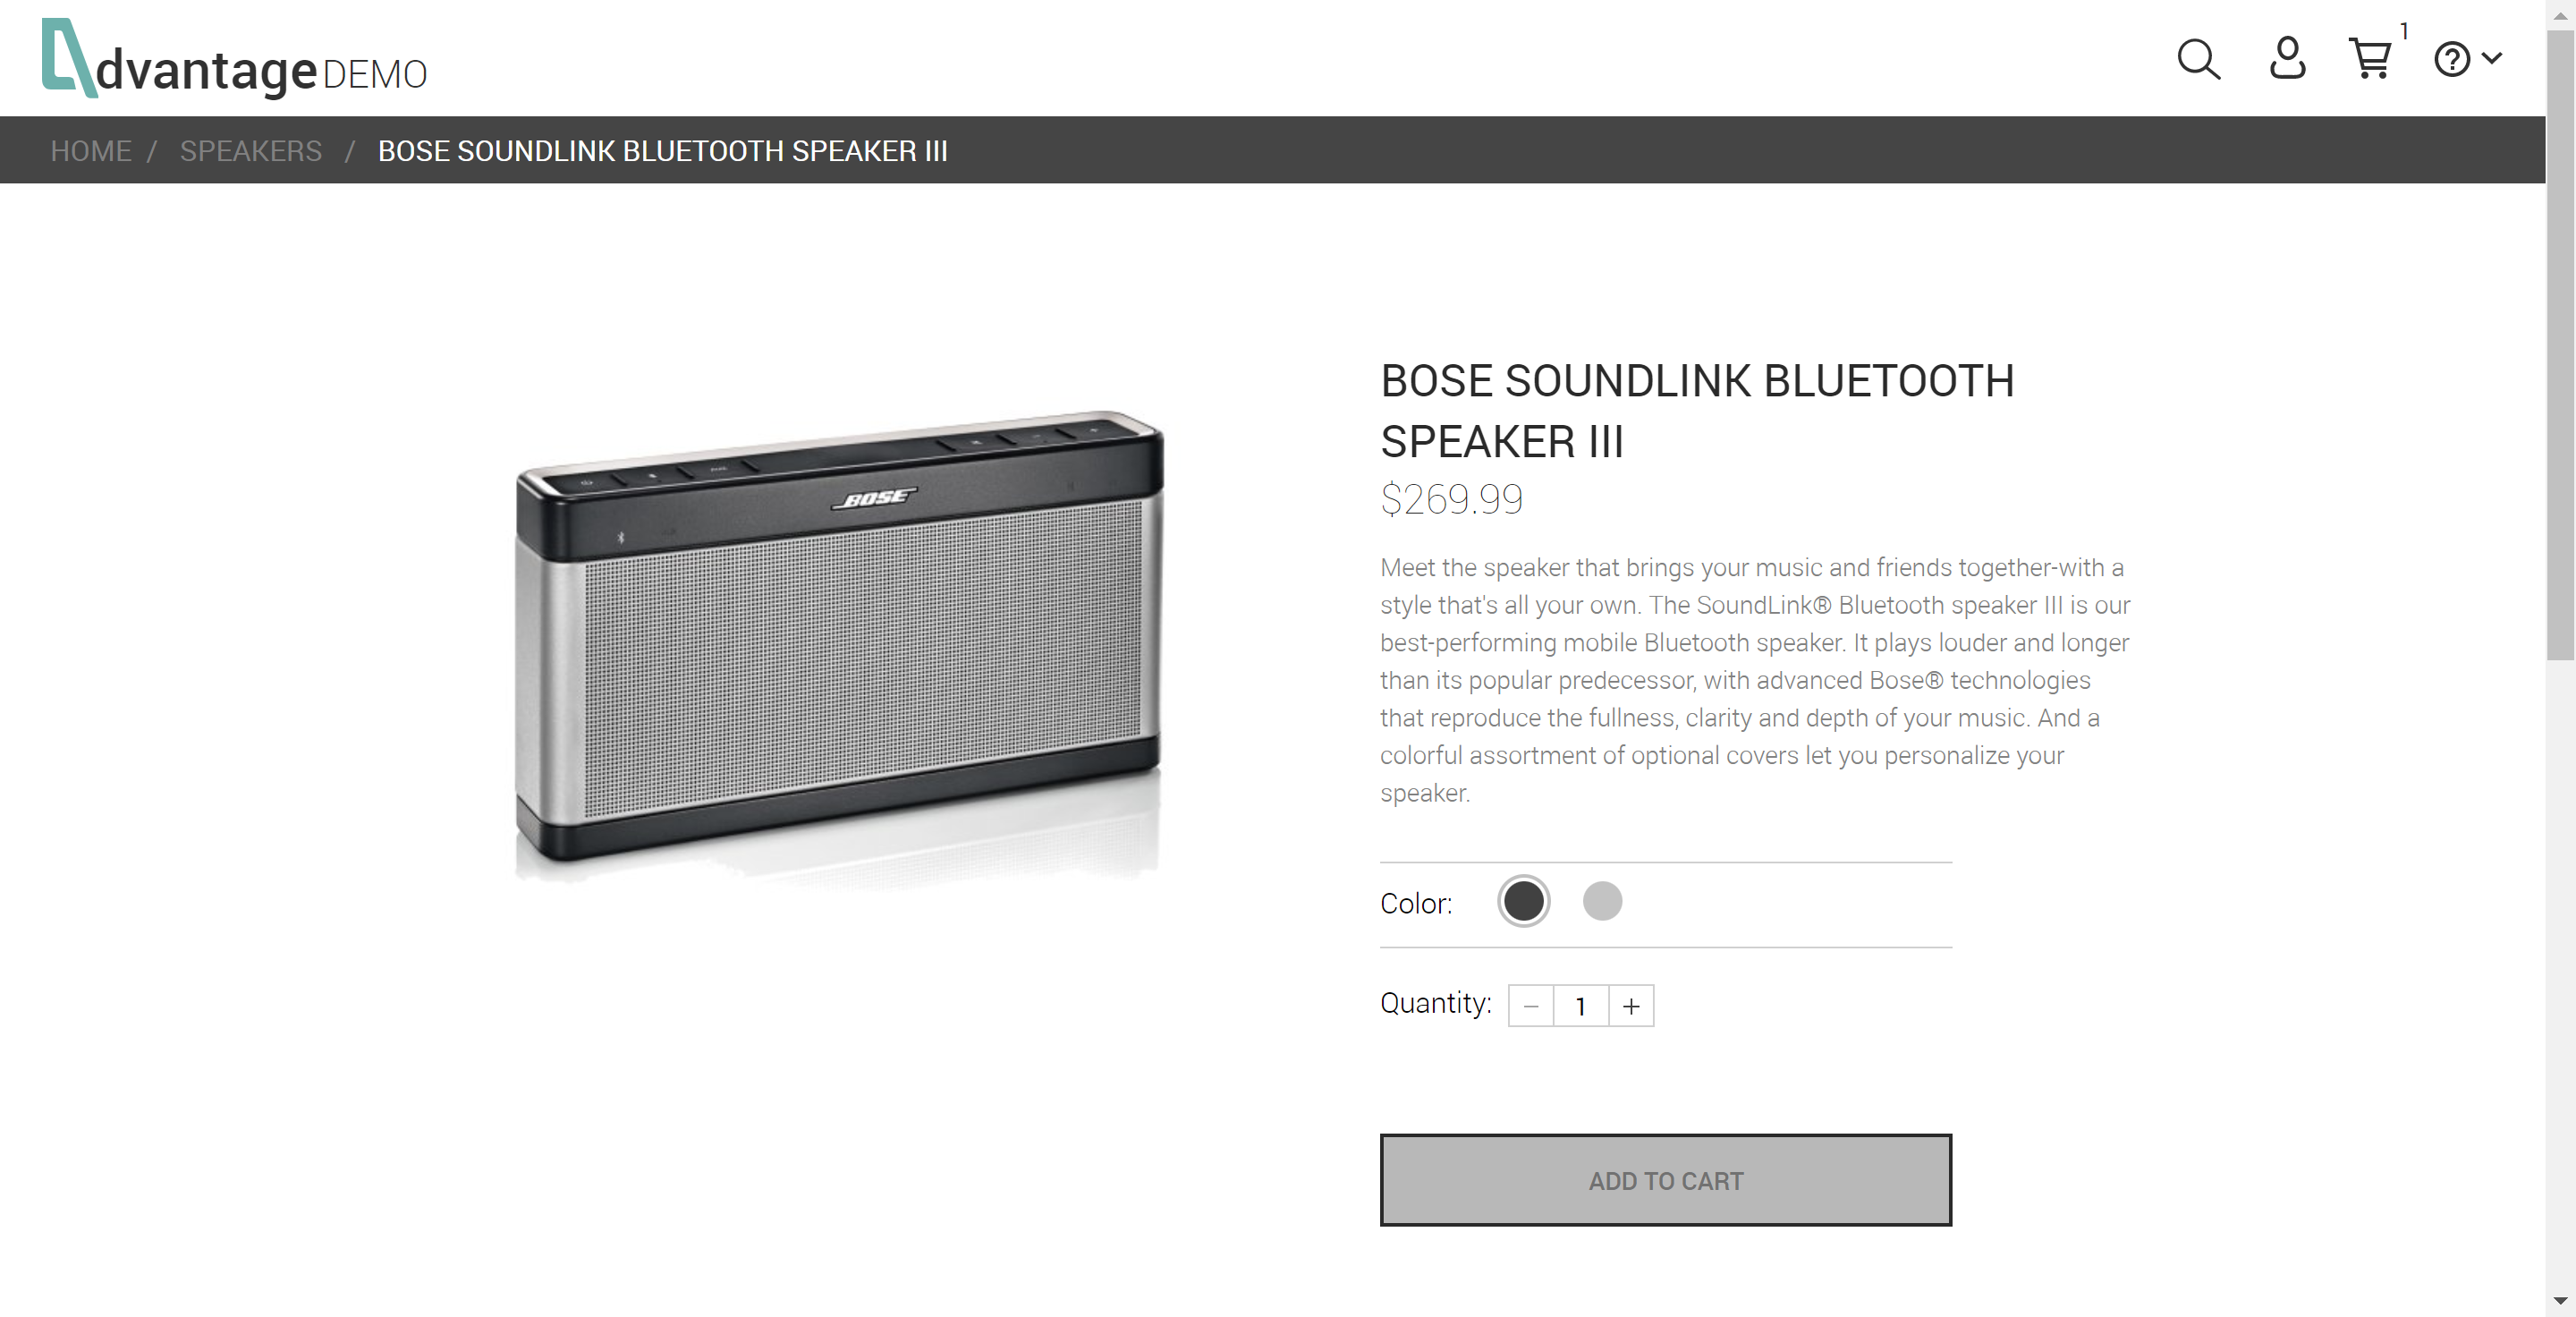 dvantage DEMO
1
HOME / SPEAKERS / BOSE SOUNDLINK BLUETOOTH SPEAKER III
BOSE SOUNDLINK BLUETOOTH
SPEAKER III
$269.99
BOSE
Meet the speaker that brings your music and friends together-with a
style that's all your own. The SoundLink® Bluetooth speaker III is our
best-performing mobile Bluetooth speaker. It plays louder and longer
than its popular predecessor, with advanced Bose® technologies
that reproduce the fullness, clarity and depth of your music. And a
colorful assortment of optional covers let you personalize your
speaker.
Color:
Quantity: − 1 +
ADD TO CART